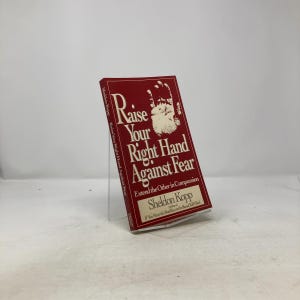 Raise
Your
Right Hand
Against Fear
Extend the Other in Compassion
Sheldon Kopp